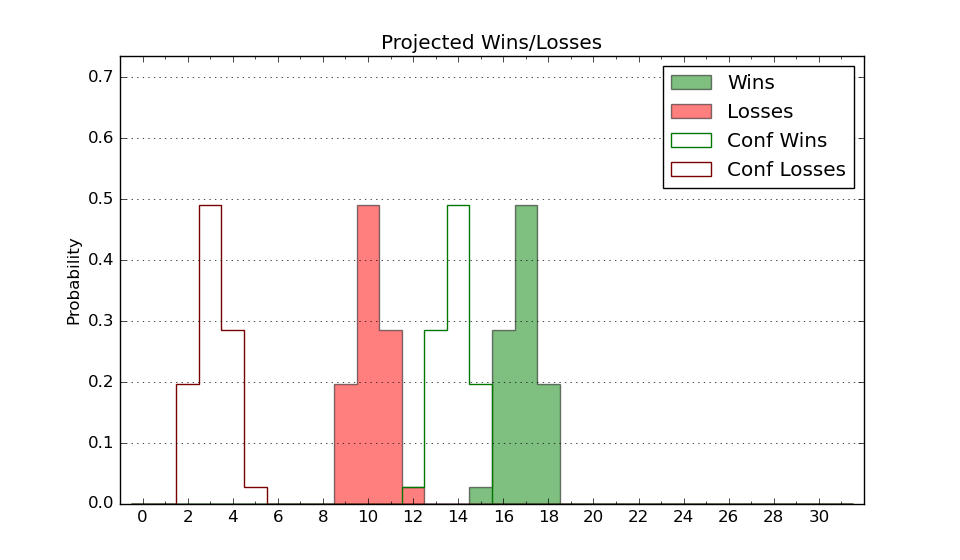 Projected Wins/Losses
Wins
Losses
Conf Wins
Conf Losses
Probability
0.7
0.6
0.5
0.4
0.3
0.2
0.1
0.0
0 2 4 6 8 10 12 14 16 18 20 22 24 26 28 30